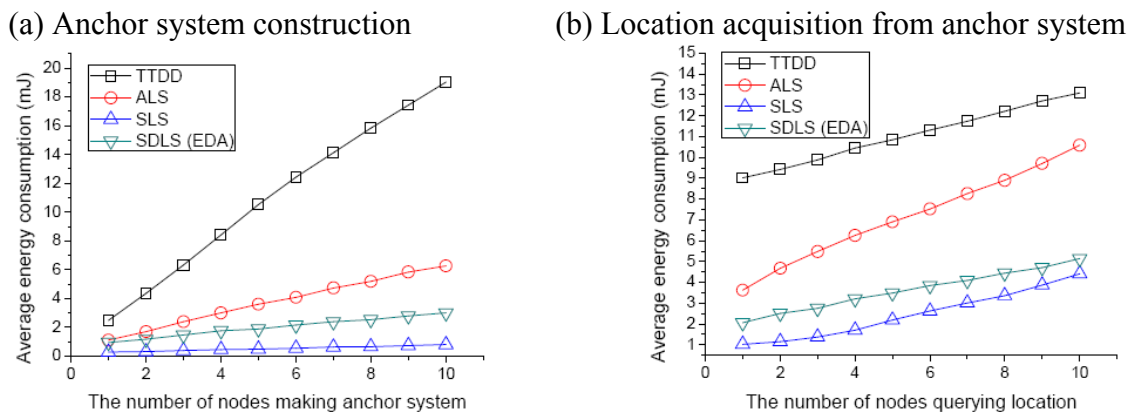 (a) Anchor system construction
20
18
16
14
12
10
8
6
4
2
0
Average energy consumption (mJ)
TTDD
ALS
SLS
SDLS (EDA)
0 2 4 6 8 10
The number of nodes making anchor system
(b) Location acquisition from anchor system
15
14
13
12
11
10
9
8
7
6
5
4
3
2
1
Average energy consumption (mJ)
TTDD
ALS
SLS
SDLS (EDA)
0 2 4 6 8 10
The number of nodes querying location